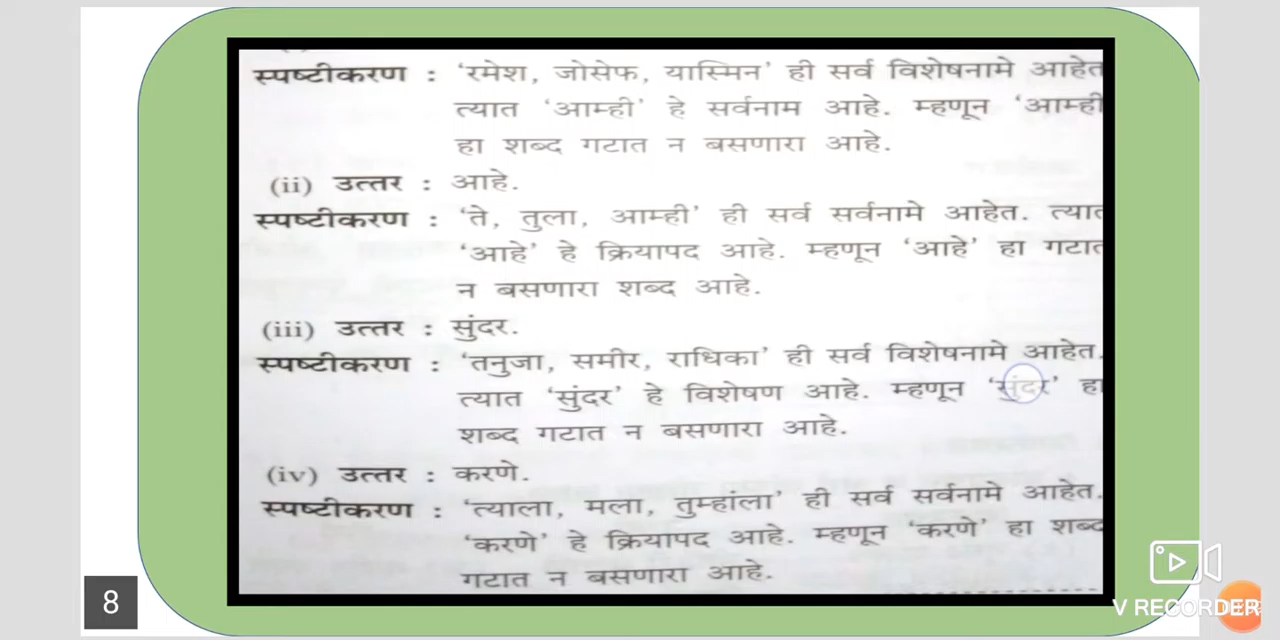 स्पष्टीकरण : ‘रमेश, जोसेफ, यास्मिन’ ही सर्व विशेषनामे आहेत
त्यात ‘आम्ही’ हे सर्वनाम आहे. म्हणून ‘आम्ही
हा शब्द गटात न बसणारा आहे.
(ii) उत्तर : आहे.
स्पष्टीकरण : ‘ते, तुला, आम्ही’ ही सर्व सर्वनामे आहेत. त्यात
‘आहे’ हे क्रियापद आहे. म्हणून ‘आहे’ हा गटात
न बसणारा शब्द आहे.
(iii) उत्तर : सुंदर.
स्पष्टीकरण : ‘तनुजा, समीर, राधिका’ ही सर्व विशेषनामे आहेत.
त्यात ‘सुंदर’ हे विशेषण आहे. म्हणून ‘सुंदर’ हा
शब्द गटात न बसणारा आहे.
(iv) उत्तर : करणे.
स्पष्टीकरण : ‘त्याला, मला, तुम्हांला’ ही सर्व सर्वनामे आहेत.
‘करणे’ हे क्रियापद आहे. म्हणून ‘करणे’ हा शब्द
गटात न बसणारा आहे.
8
V RECORDER